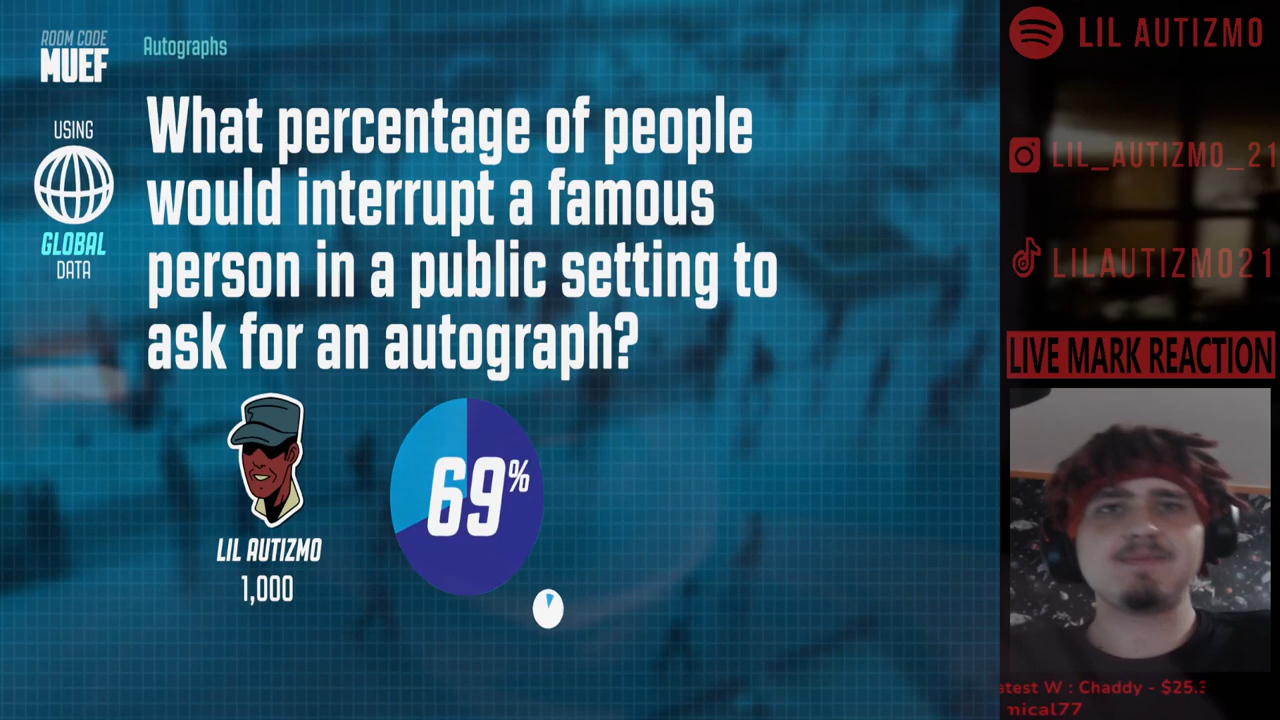 ROOM CODE
MUEF
Autographs
USING
GLOBAL
DATA
What percentage of people
would interrupt a famous
person in a public setting to
ask for an autograph?
LIL AUTIZMO
1,000
69%
LIL AUTIZMO
LIL_AUTIZMO_21
LILAUTIZMO21
LIVE MARK REACTION
atest W : Chaddy - $25.3
mical77